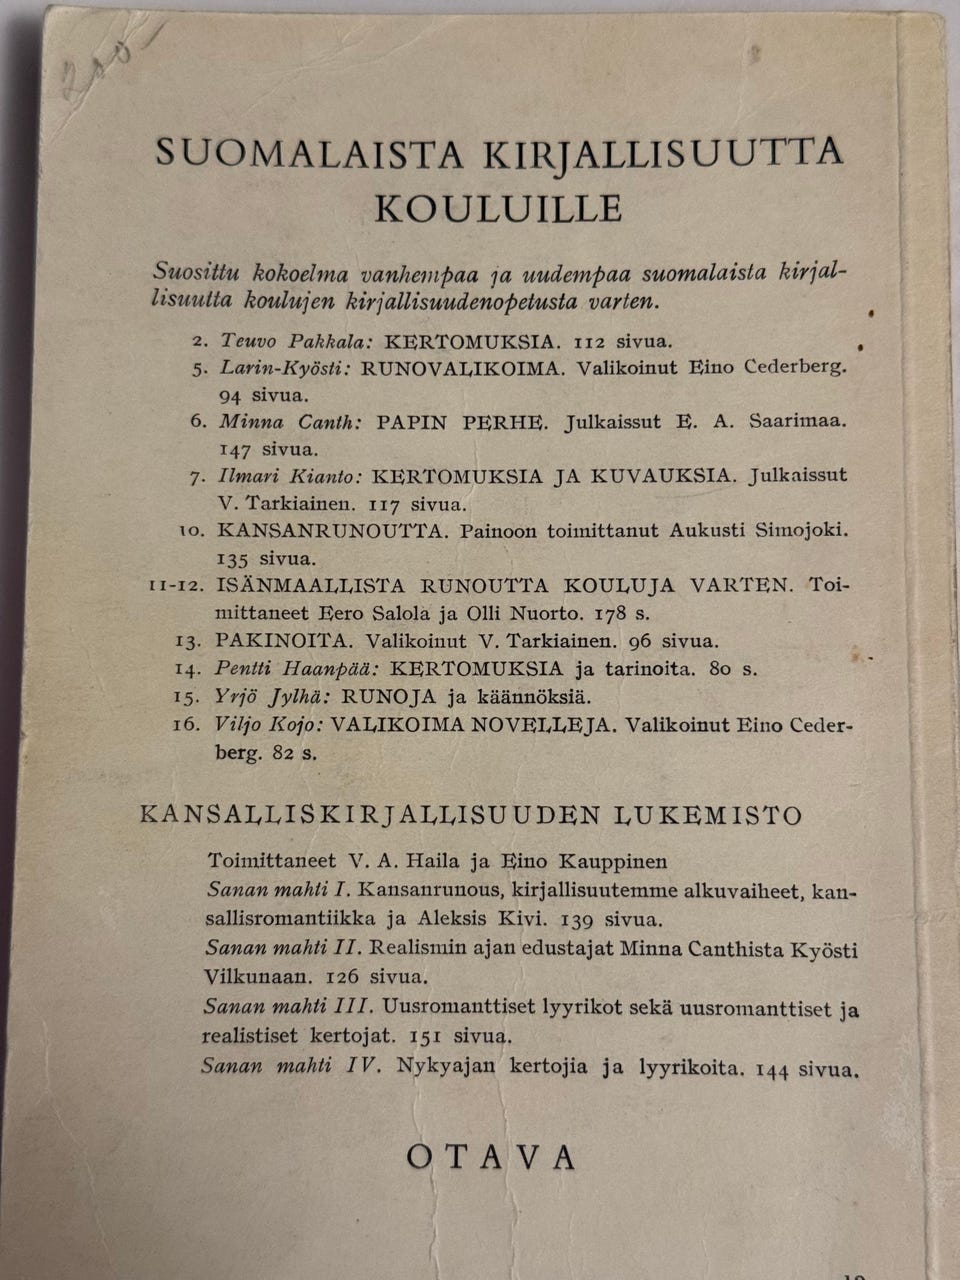 200
SUOMALAISTA KIRJALLISUUTTA
KOULUILLE
Suosittu kokoelma vanhempaa ja uudempaa suomalaista kirjal-
lisuutta koulujen kirjallisuudenopetusta varten.
2. Teuvo Pakkala: KERTOMUKSIA. 112 sivua.
5. Larin-Kyösti: RUNOVALIKOIMA. Valikoinut Eino Cederberg.
94 sivua.
6. Minna Canth: PAPIN PERHE. Julkaissut E. A. Saarimaa.
147 sivua.
7. Ilmari Kianto: KERTOMUKSIA JA KUVAUKSIA. Julkaissut
V. Tarkiainen. 117 sivua.
10. KANSANRUNOUTTA. Painoon toimittanut Aukusti Simojoki.
135 sivua.
11-12. ISÄNMAALLISTA RUNOUTTA KOULUJA VARTEN. Toi-
mittaneet Eero Salola ja Olli Nuorto. 178 s.
13. PAKINOITA. Valikoinut V. Tarkiainen. 96 sivua.
14. Pentti Haanpää: KERTOMUKSIA ja tarinoita. 80 s.
15. Yrjö Jylhä: RUNOJA ja käännöksiä.
16. Viljo Kojo: VALIKOIMA NOVELLEJA. Valikoinut Eino Ceder-
berg. 82 s.
KANSALLISKIRJALLISUUDEN LUKEMISTO
Toimittaneet V. A. Haila ja Eino Kauppinen
Sanan mahti I. Kansanrunous, kirjallisuutemme alkuvaiheet, kan-
sallisromantiikka ja Aleksis Kivi. 139 sivua.
Sanan mahti II. Realismin ajan edustajat Minna Canthista Kyösti
Vilkunaan. 126 sivua.
Sanan mahti III. Uusromanttiset lyyrikot sekä uusromanttiset ja
realistiset kertojat. 151 sivua.
Sanan mahti IV. Nykyajan kertojia ja lyyrikoita. 144 sivua.
OTAVA